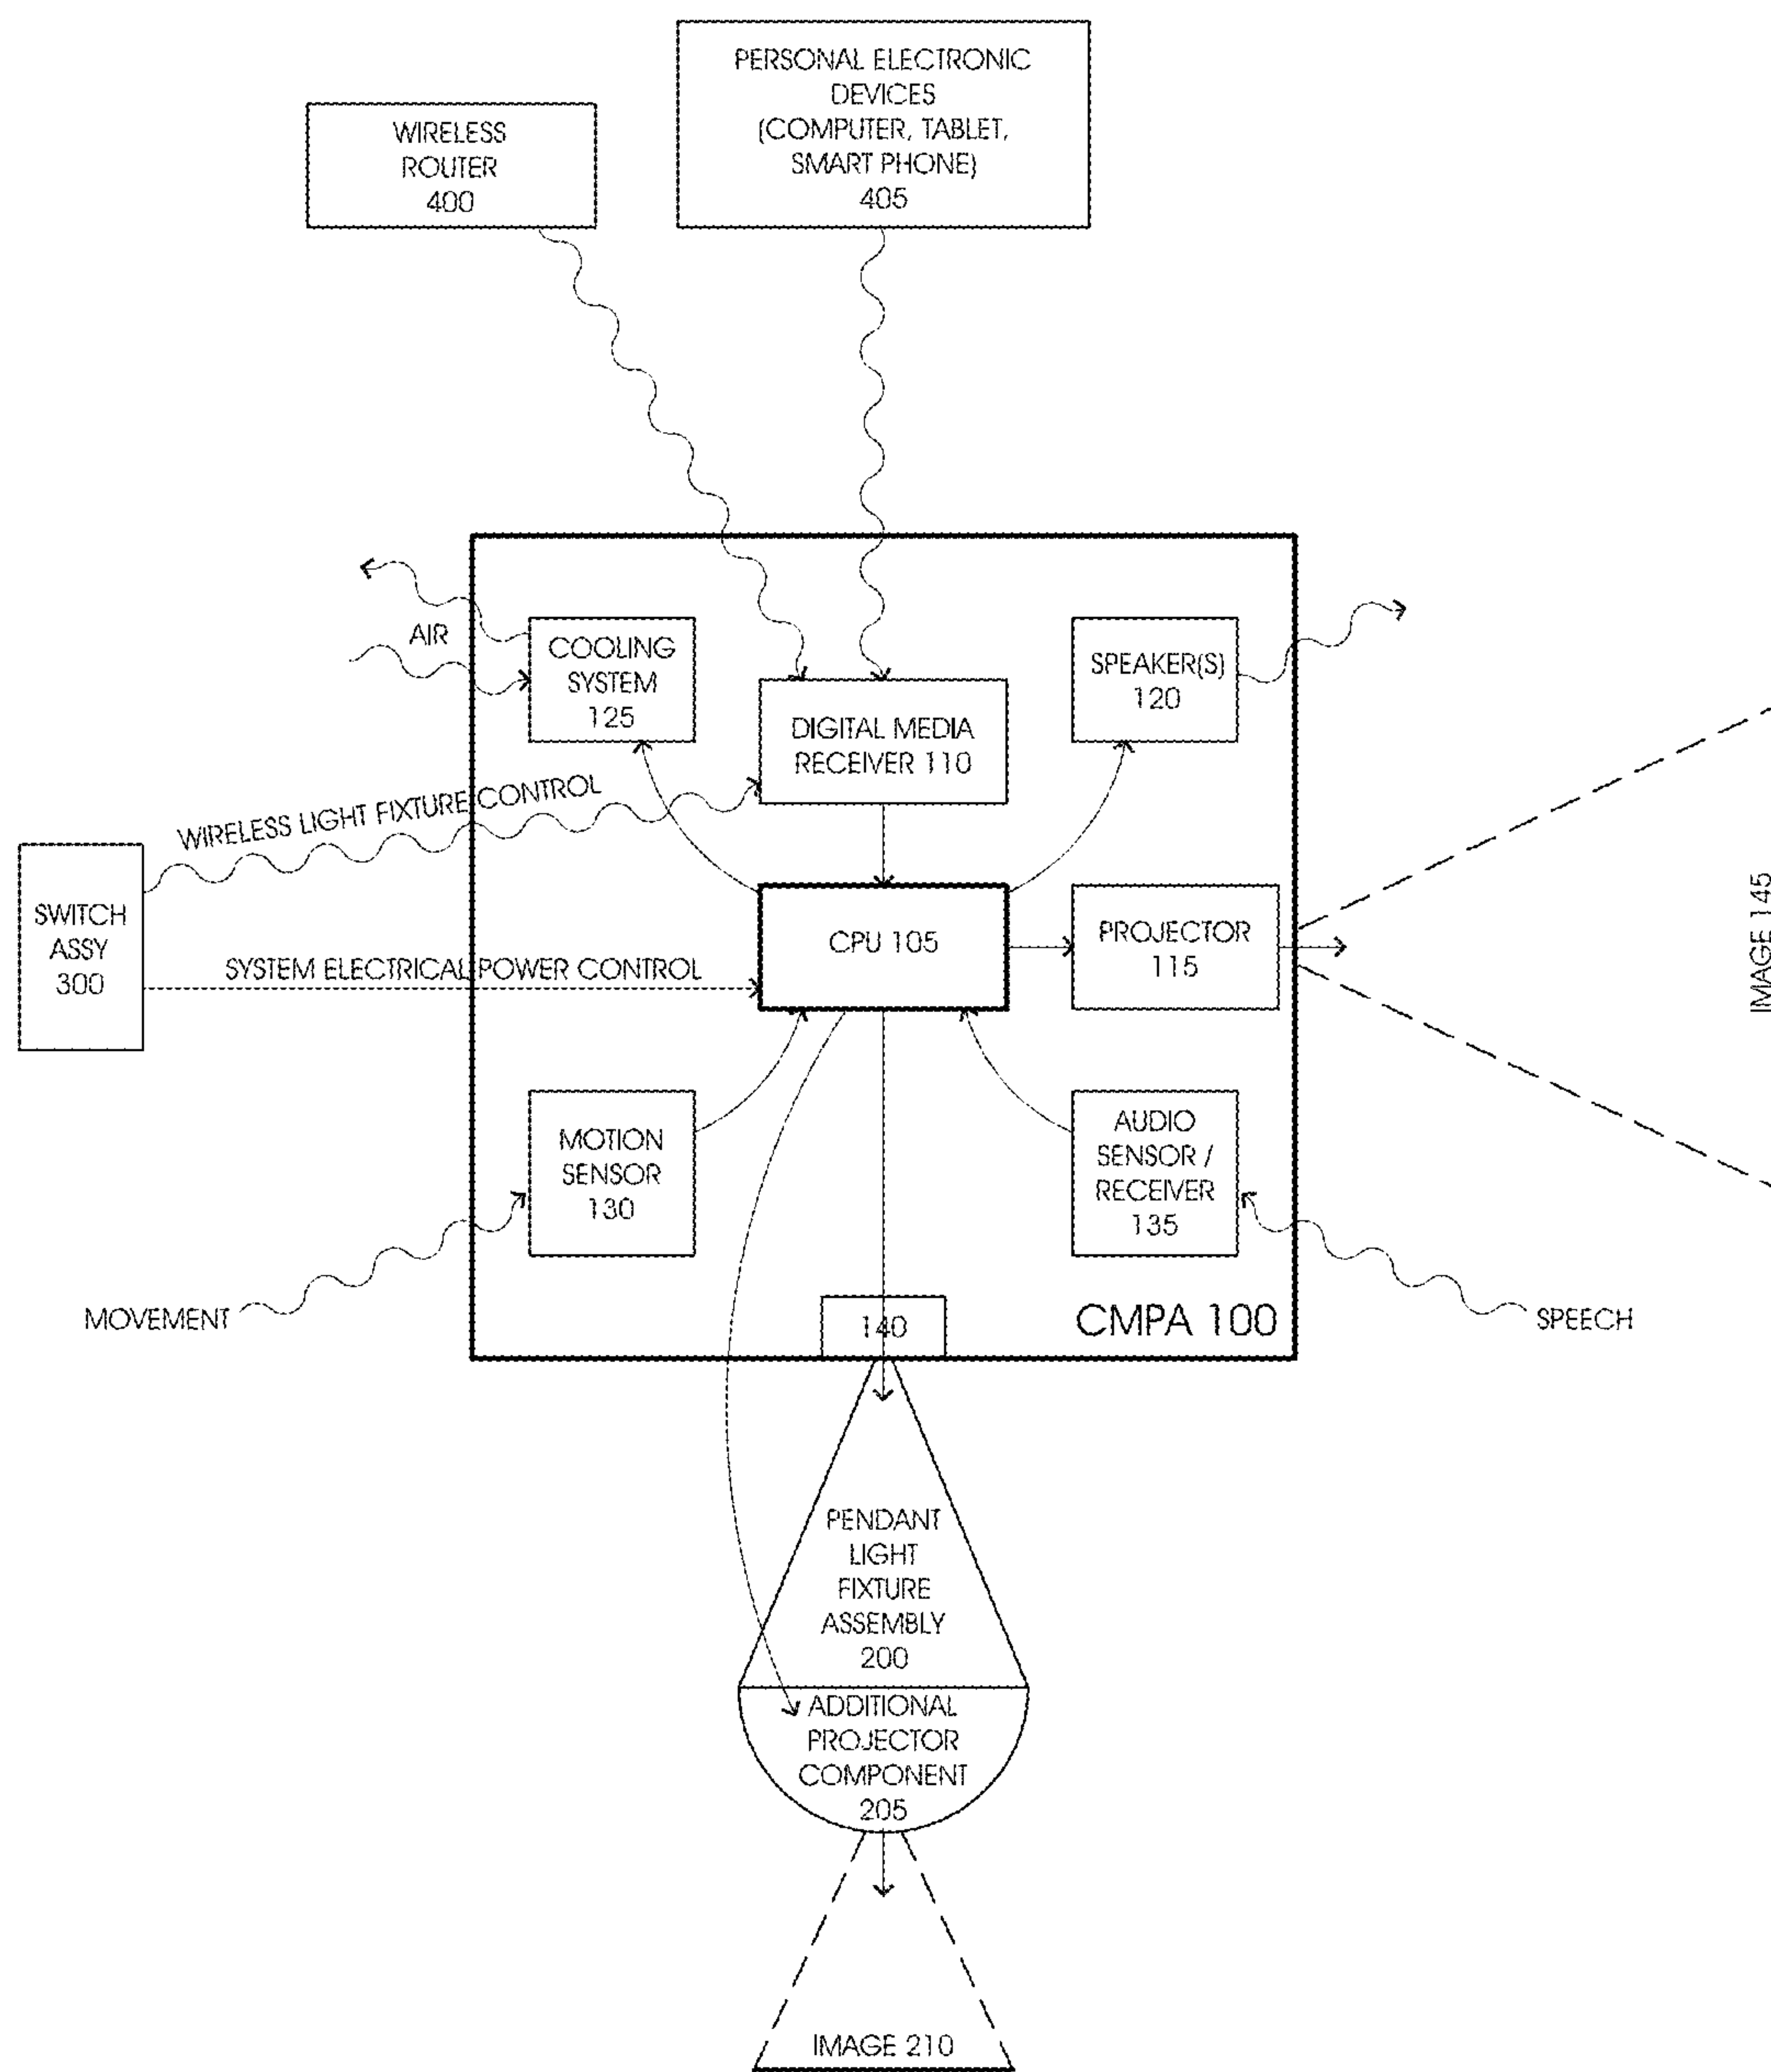 PERSONAL ELECTRONIC
DEVICES
(COMPUTER, TABLET,
SMART PHONE)
405
WIRELESS
ROUTER
400
AIR
COOLING
SYSTEM
125
SPEAKER(S)
120
DIGITAL MEDIA
RECEIVER 110
WIRELESS LIGHT FIXTURE CONTROL
SWITCH
ASSY
300
CPU 105
PROJECTOR
115
IMAGE 145
SYSTEM ELECTRICAL POWER CONTROL
MOTION
SENSOR
130
AUDIO
SENSOR /
RECEIVER
135
MOVEMENT
140
CMPA 100
SPEECH
PENDANT
LIGHT
FIXTURE
ASSEMBLY
200
ADDITIONAL
PROJECTOR
COMPONENT
205
IMAGE 210